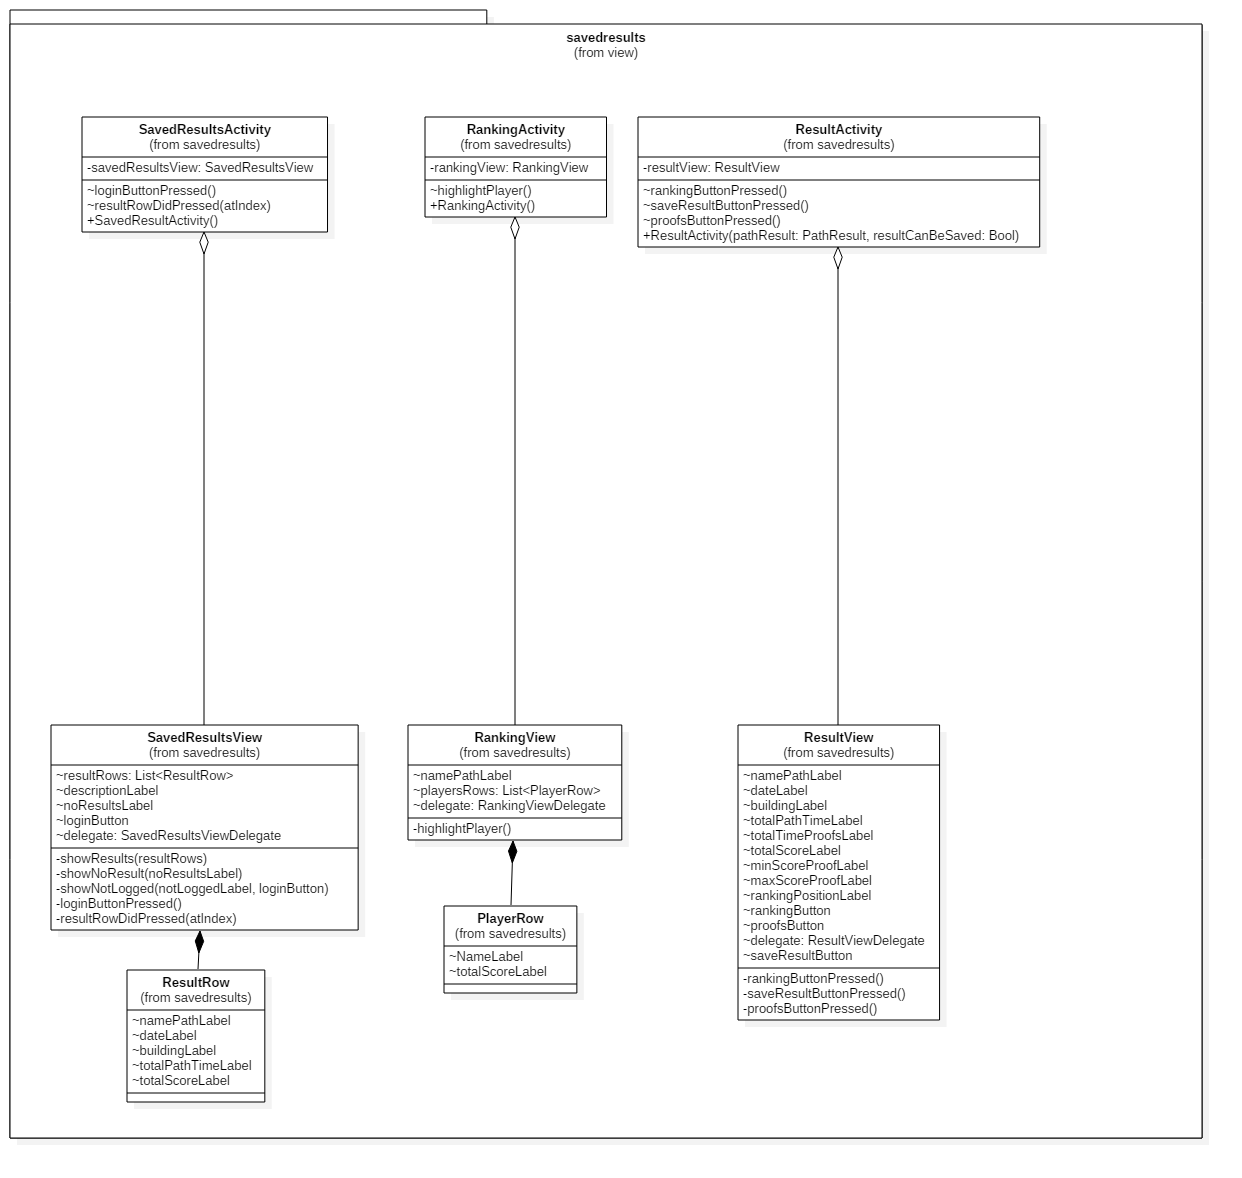 savedresults
(from view)
SavedResultsActivity
(from savedresults)
-savedResultsView: SavedResultsView
~loginButtonPressed()
~resultRowDidPressed(atIndex)
+SavedResultActivity()
RankingActivity
(from savedresults)
-rankingView: RankingView
~highlightPlayer()
+RankingActivity()
ResultActivity
(from savedresults)
-resultView: ResultView
~rankingButtonPressed()
~saveResultButtonPressed()
~proofsButtonPressed()
+ResultActivity(pathResult: PathResult, resultCanBeSaved: Bool)
SavedResultsView
(from savedresults)
~resultRows: List<ResultRow>
~descriptionLabel
~noResultsLabel
~loginButton
~delegate: SavedResultsViewDelegate
-showResults(resultRows)
-showNoResult(noResultsLabel)
-showNotLogged(notLoggedLabel, loginButton)
-loginButtonPressed()
-resultRowDidPressed(atIndex)
RankingView
(from savedresults)
~namePathLabel
~playersRows: List<PlayerRow>
~delegate: RankingViewDelegate
-highlightPlayer()
ResultView
(from savedresults)
~namePathLabel
~dateLabel
~buildingLabel
~totalPathTimeLabel
~totalTimeProofsLabel
~totalScoreLabel
~minScoreProofLabel
~maxScoreProofLabel
~rankingPositionLabel
~rankingButton
~proofsButton
~delegate: ResultViewDelegate
~saveResultButton
-rankingButtonPressed()
-saveResultButtonPressed()
-proofsButtonPressed()
PlayerRow
(from savedresults)
~NameLabel
~totalScoreLabel
ResultRow
(from savedresults)
~namePathLabel
~dateLabel
~buildingLabel
~totalPathTimeLabel
~totalScoreLabel